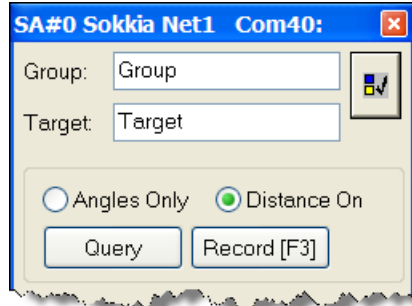 SA#0 Sokkia Net1 Com40:
Group: Group
Target: Target
Angles Only Distance On
Query Record [F3]